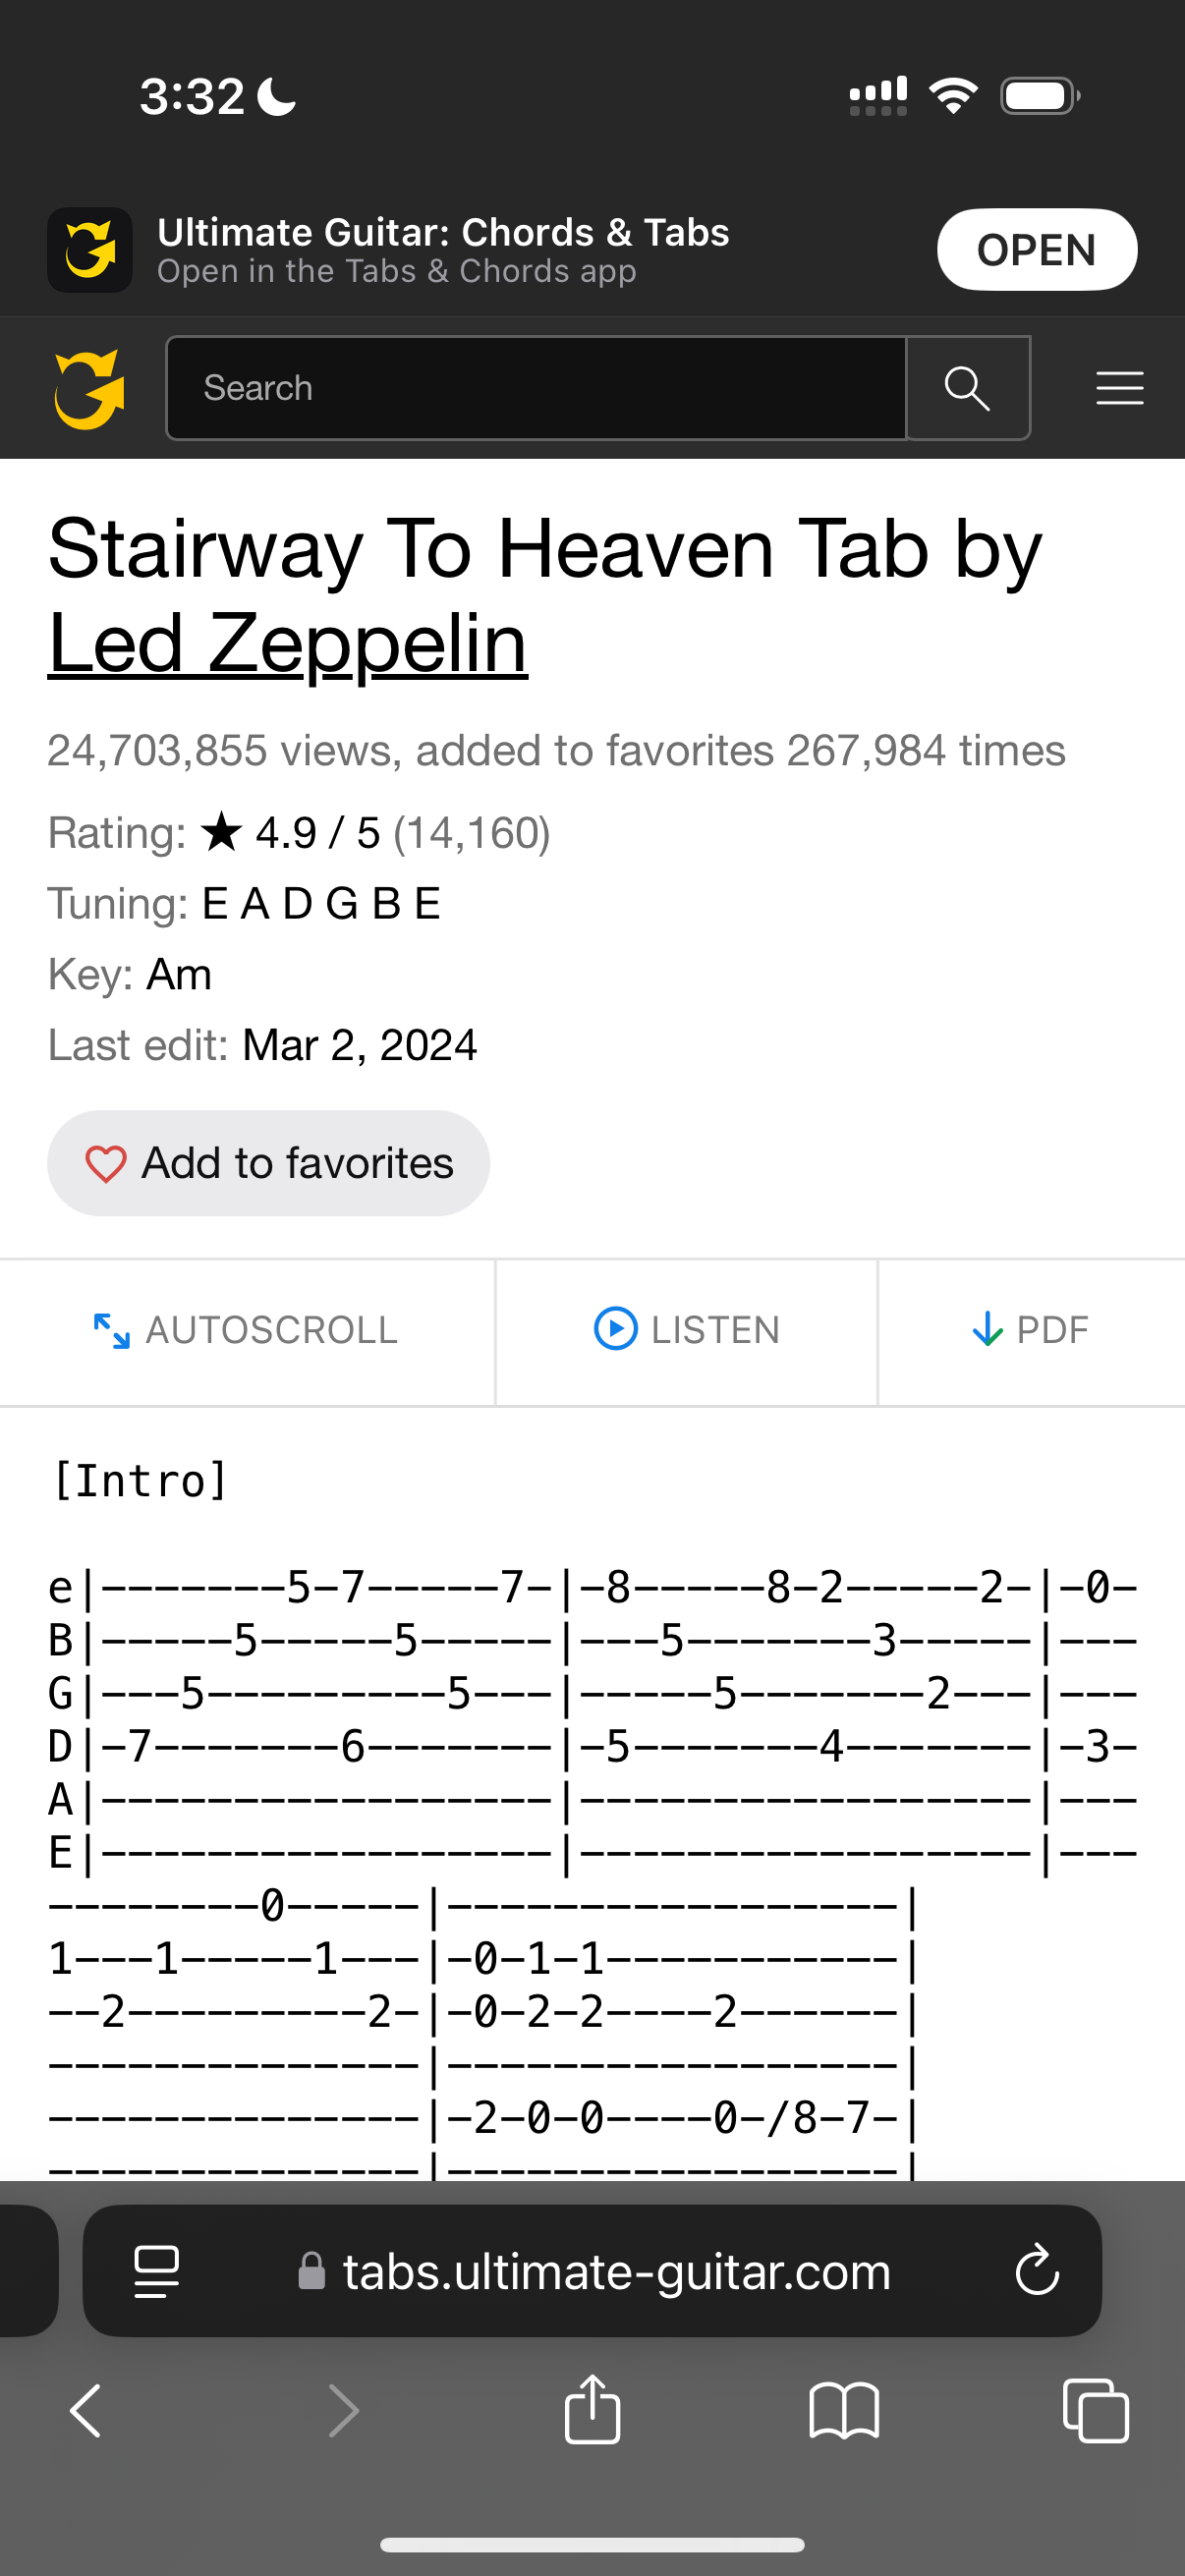 3:32
Ultimate Guitar: Chords & Tabs
Open in the Tabs & Chords app
OPEN
Search
Stairway To Heaven Tab by
Led Zeppelin
24,703,855 views, added to favorites 267,984 times
Rating: ★ 4.9 / 5 (14,160)
Tuning: E A D G B E
Key: Am
Last edit: Mar 2, 2024
Add to favorites
AUTOSCROLL
LISTEN
PDF
[Intro]
e|-------5-7-----7-|-8-----8-2-----2-|-0-
B|-----5-----5-----|---5-------3-----|---
G|---5---------5---|-----5-------2---|---
D|-7-------6-------|-5-------4-------|-3-
A|-----------------|-----------------|---
E|-----------------|-----------------|---
--------0-----|-----------------|
1---1-----1---|-0-1-1-----------|
--2---------2-|-0-2-2----2------|
--------------|-----------------|
--------------|-2-0-0----0-/8-7-|
--------------|-----------------|
tabs.ultimate-guitar.com